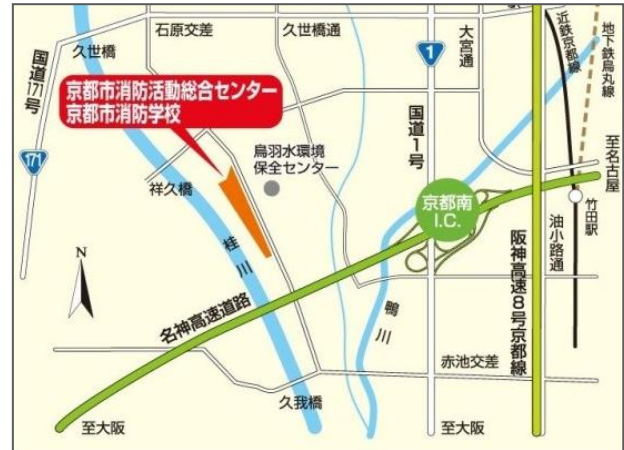 久世橋
石原交差
久世橋通
大宮通
近鉄京都線
地下鉄烏丸線
国道171号
1
京都市消防活動総合センター
京都市消防学校
国道1号
171
鳥羽水環境
保全センター
至名古屋
祥久橋
京都南
I.C.
竹田駅
油小路通
N
桂川
阪神高速8号京都線
名神高速道路
鴨川
赤池交差
久我橋
至大阪
至大阪